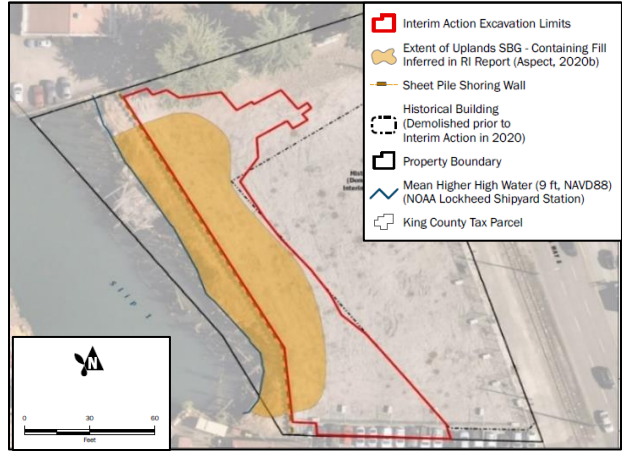 Interim Action Excavation Limits
Extent of Uplands SBG - Containing Fill
Inferred in RI Report (Aspect, 2020b)
Sheet Pile Shoring Wall
Historical Building
(Demolished prior to
Interim Action in 2020)
Property Boundary
Mean Higher High Water (9 ft, NAVD88)
(NOAA Lockheed Shipyard Station)
King County Tax Parcel
Slip 1
N
0 30 60
Feet